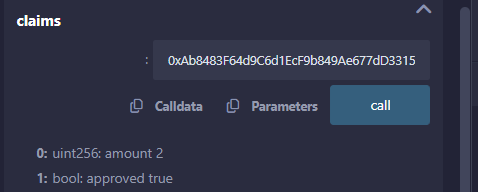 claims
: 0xAb8483F64d9C6d1EcF9b849Ae677dD3315
Calldata Parameters call
0: uint256: amount 2
1: bool: approved true